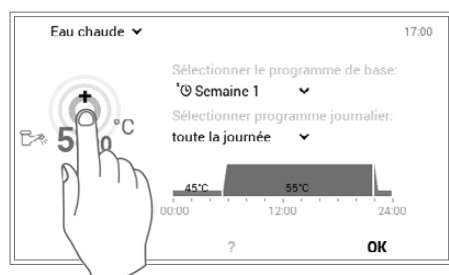 Eau chaude
17:00
Sélectionner le programme de base:
Semaine 1
Sélectionner programme journalier:
toute la journée
+
°C
45°C
55°C
00:00
12:00
24:00
?
OK